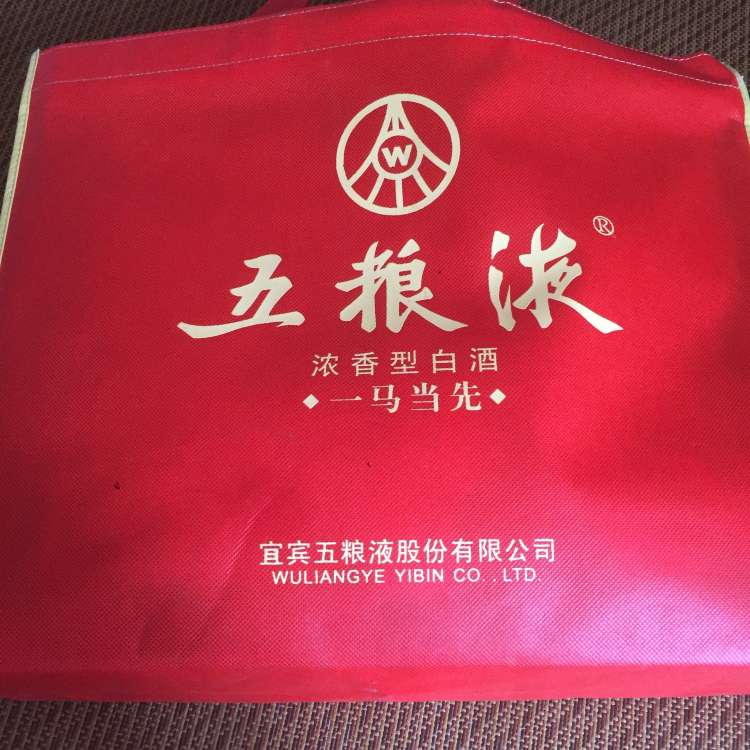 W
五粮液®
浓香型白酒
◆一马当先◆
宜宾五粮液股份有限公司
WULIANGYE YIBIN CO.,LTD.